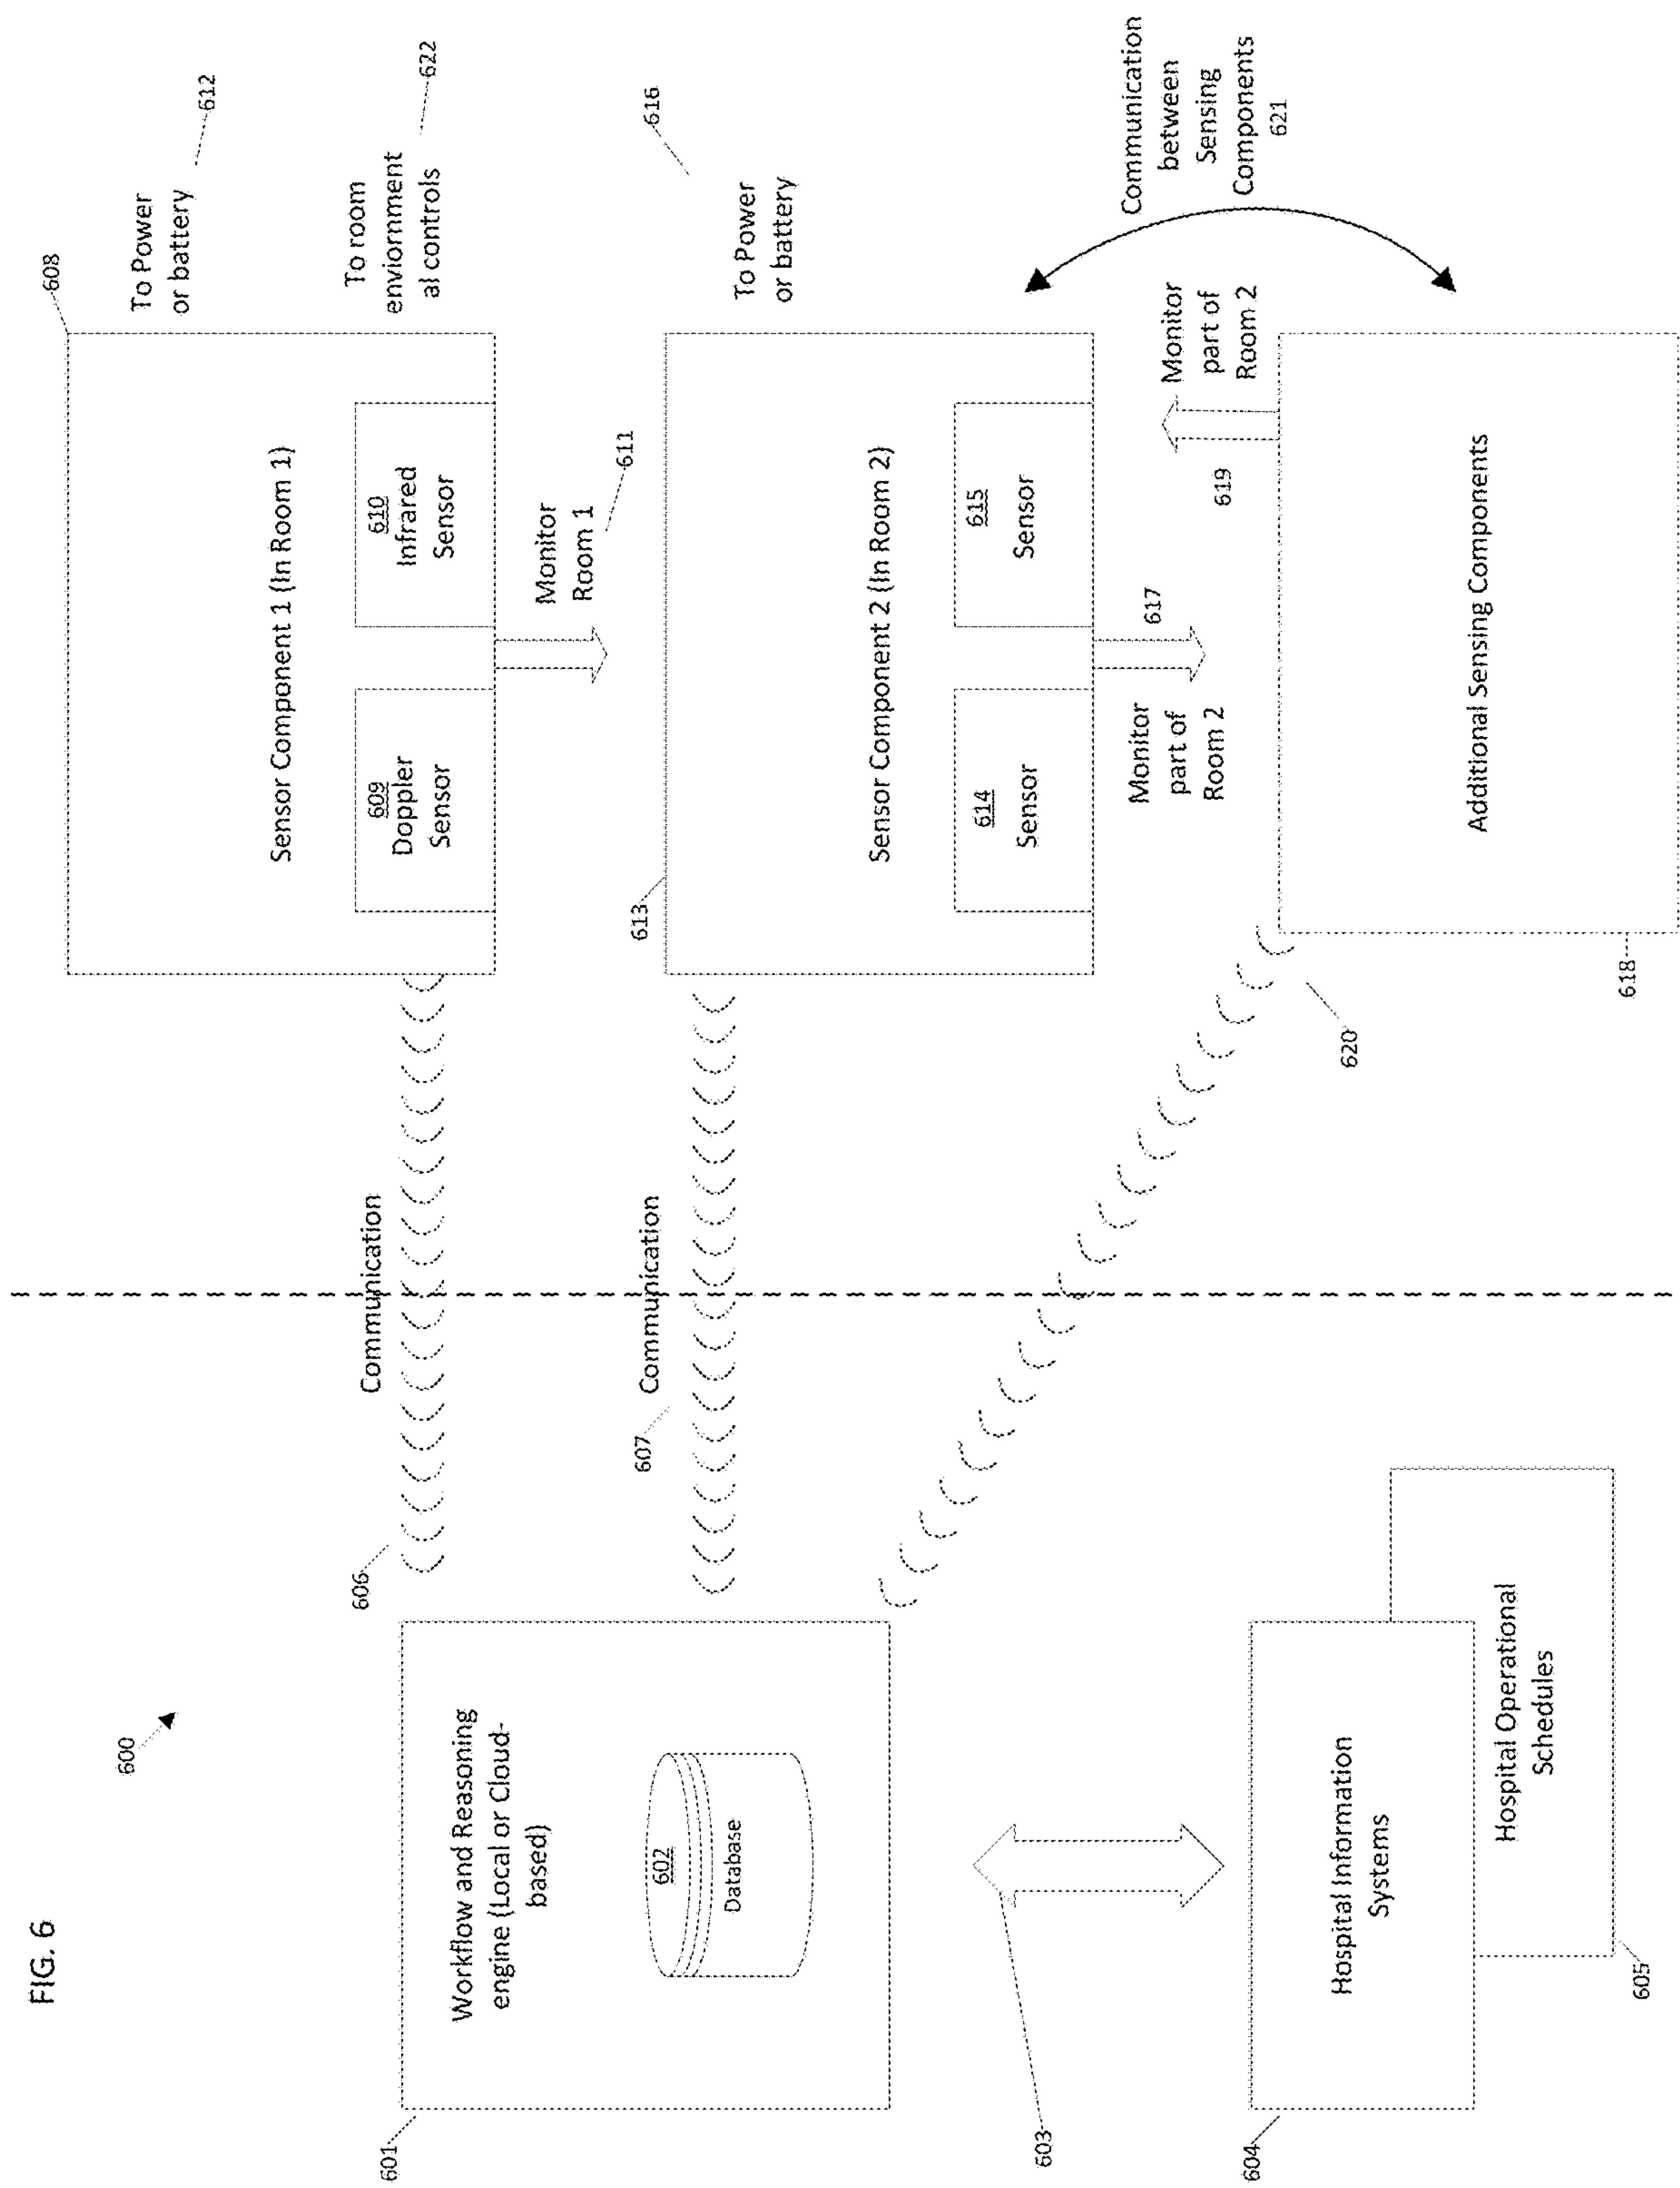 FIG. 6
600
601
Workflow and Reasoning
engine (Local or Cloud-
based)
602
Database
603
604
Hospital Information
Systems
605
Hospital Operational
Schedules
606
Communication
607
Communication
620
608
Sensor Component 1 (In Room 1)
609
Doppler
Sensor
610
Infrared
Sensor
To Power
or battery
612
To room
enviornment
al controls
622
Monitor
Room 1
611
613
Sensor Component 2 (In Room 2)
614
Sensor
615
Sensor
To Power
or battery
616
Monitor
part of
Room 2
617
619
Monitor
part of
Room 2
Communication
between
Sensing
Components
621
Additional Sensing Components
618